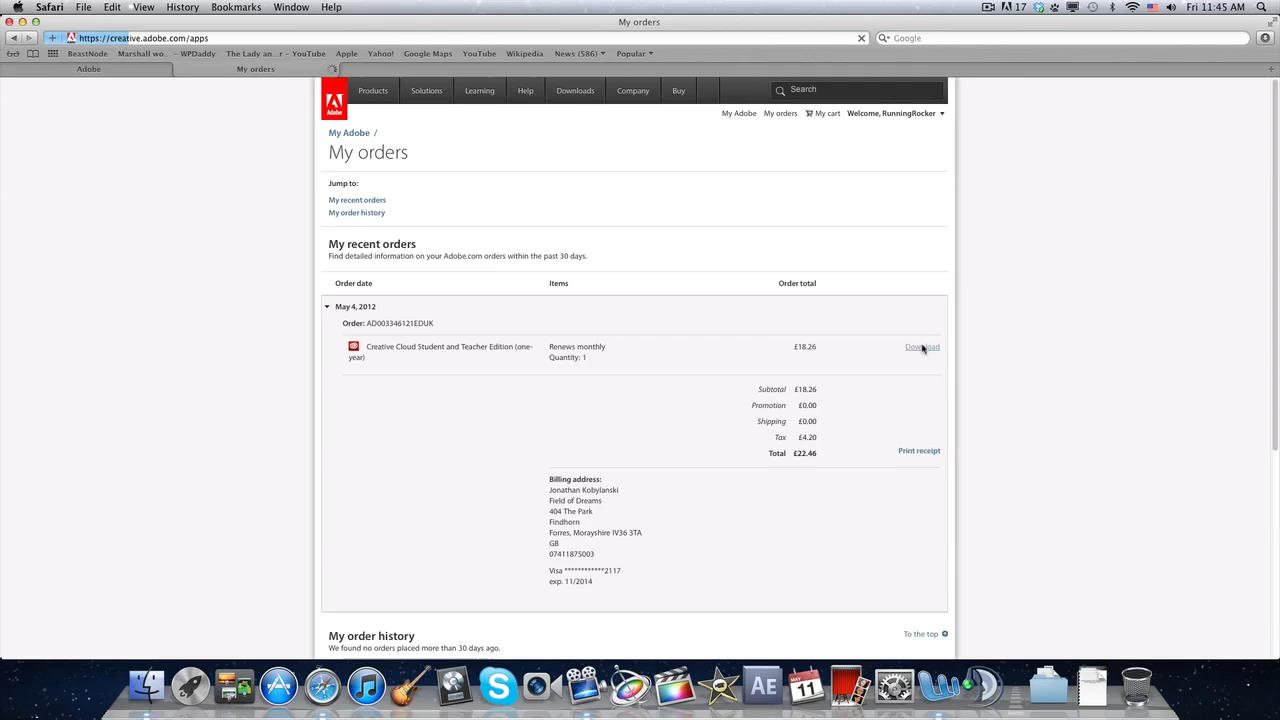 Safari File Edit View History Bookmarks Window Help
17 Fri 11:45 AM
My orders
https://creative.adobe.com/apps
Google
BeastNode Marshall wo... – WPDaddy The Lady an...r – YouTube Apple Yahoo! Google Maps YouTube Wikipedia News (586) Popular
Adobe My orders
Adobe
Products Solutions Learning Help Downloads Company Buy Search
My Adobe My orders My cart Welcome, RunningRocker
My Adobe /
My orders
Jump to:
My recent orders
My order history
My recent orders
Find detailed information on your Adobe.com orders within the past 30 days.
Order date Items Order total
May 4, 2012
Order: AD003346121EDUK
Creative Cloud Student and Teacher Edition (one-year) Renews monthly £18.26 Download
Quantity: 1
Subtotal £18.26
Promotion £0.00
Shipping £0.00
Tax £4.20
Total £22.46
Print receipt
Billing address:
Jonathan Kobylanski
Field of Dreams
404 The Park
Findhorn
Forres, Morayshire IV36 3TA
GB
07411875003
Visa ************2117
exp. 11/2014
My order history
To the top
We found no orders placed more than 30 days ago.
AE
MAY
11